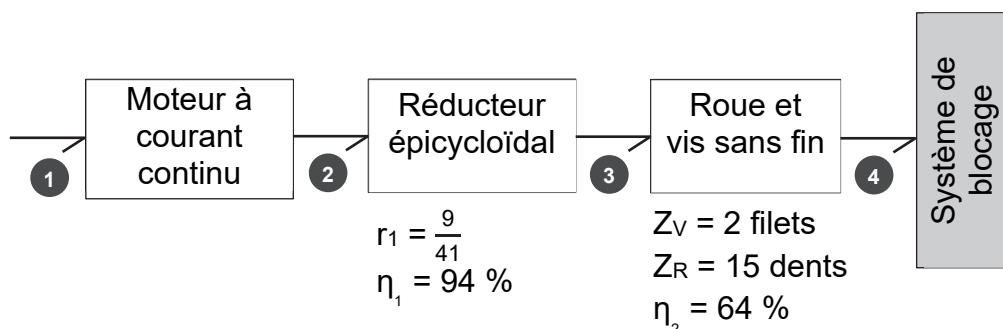 Moteur à
courant
continu
Réducteur
épicycloïdal
Roue et
vis sans fin
Système de
blocage
1
2
3
4
r₁ = 9/41
η₁ = 94 %
Zᵥ = 2 filets
Z_R = 15 dents
η₂ = 64 %